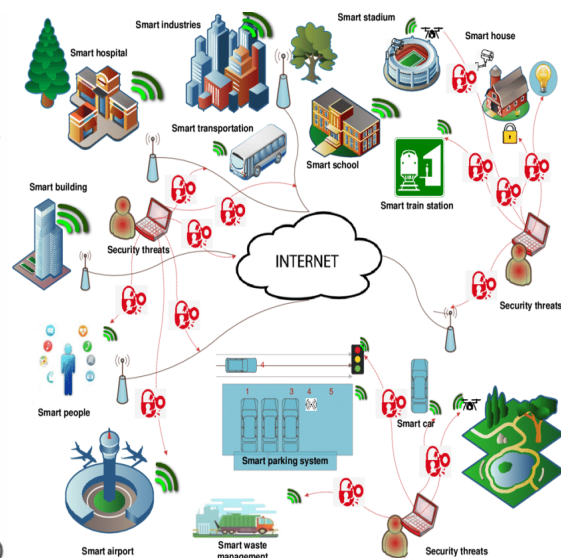 Smart industries
Smart stadium
Smart house
Smart hospital
Smart transportation
Smart school
Smart train station
Smart building
Security threats
INTERNET
Security threats
4
1 3 4 5
Smart people
Smart car
Smart parking system
Smart airport
Smart waste
management
Security threats